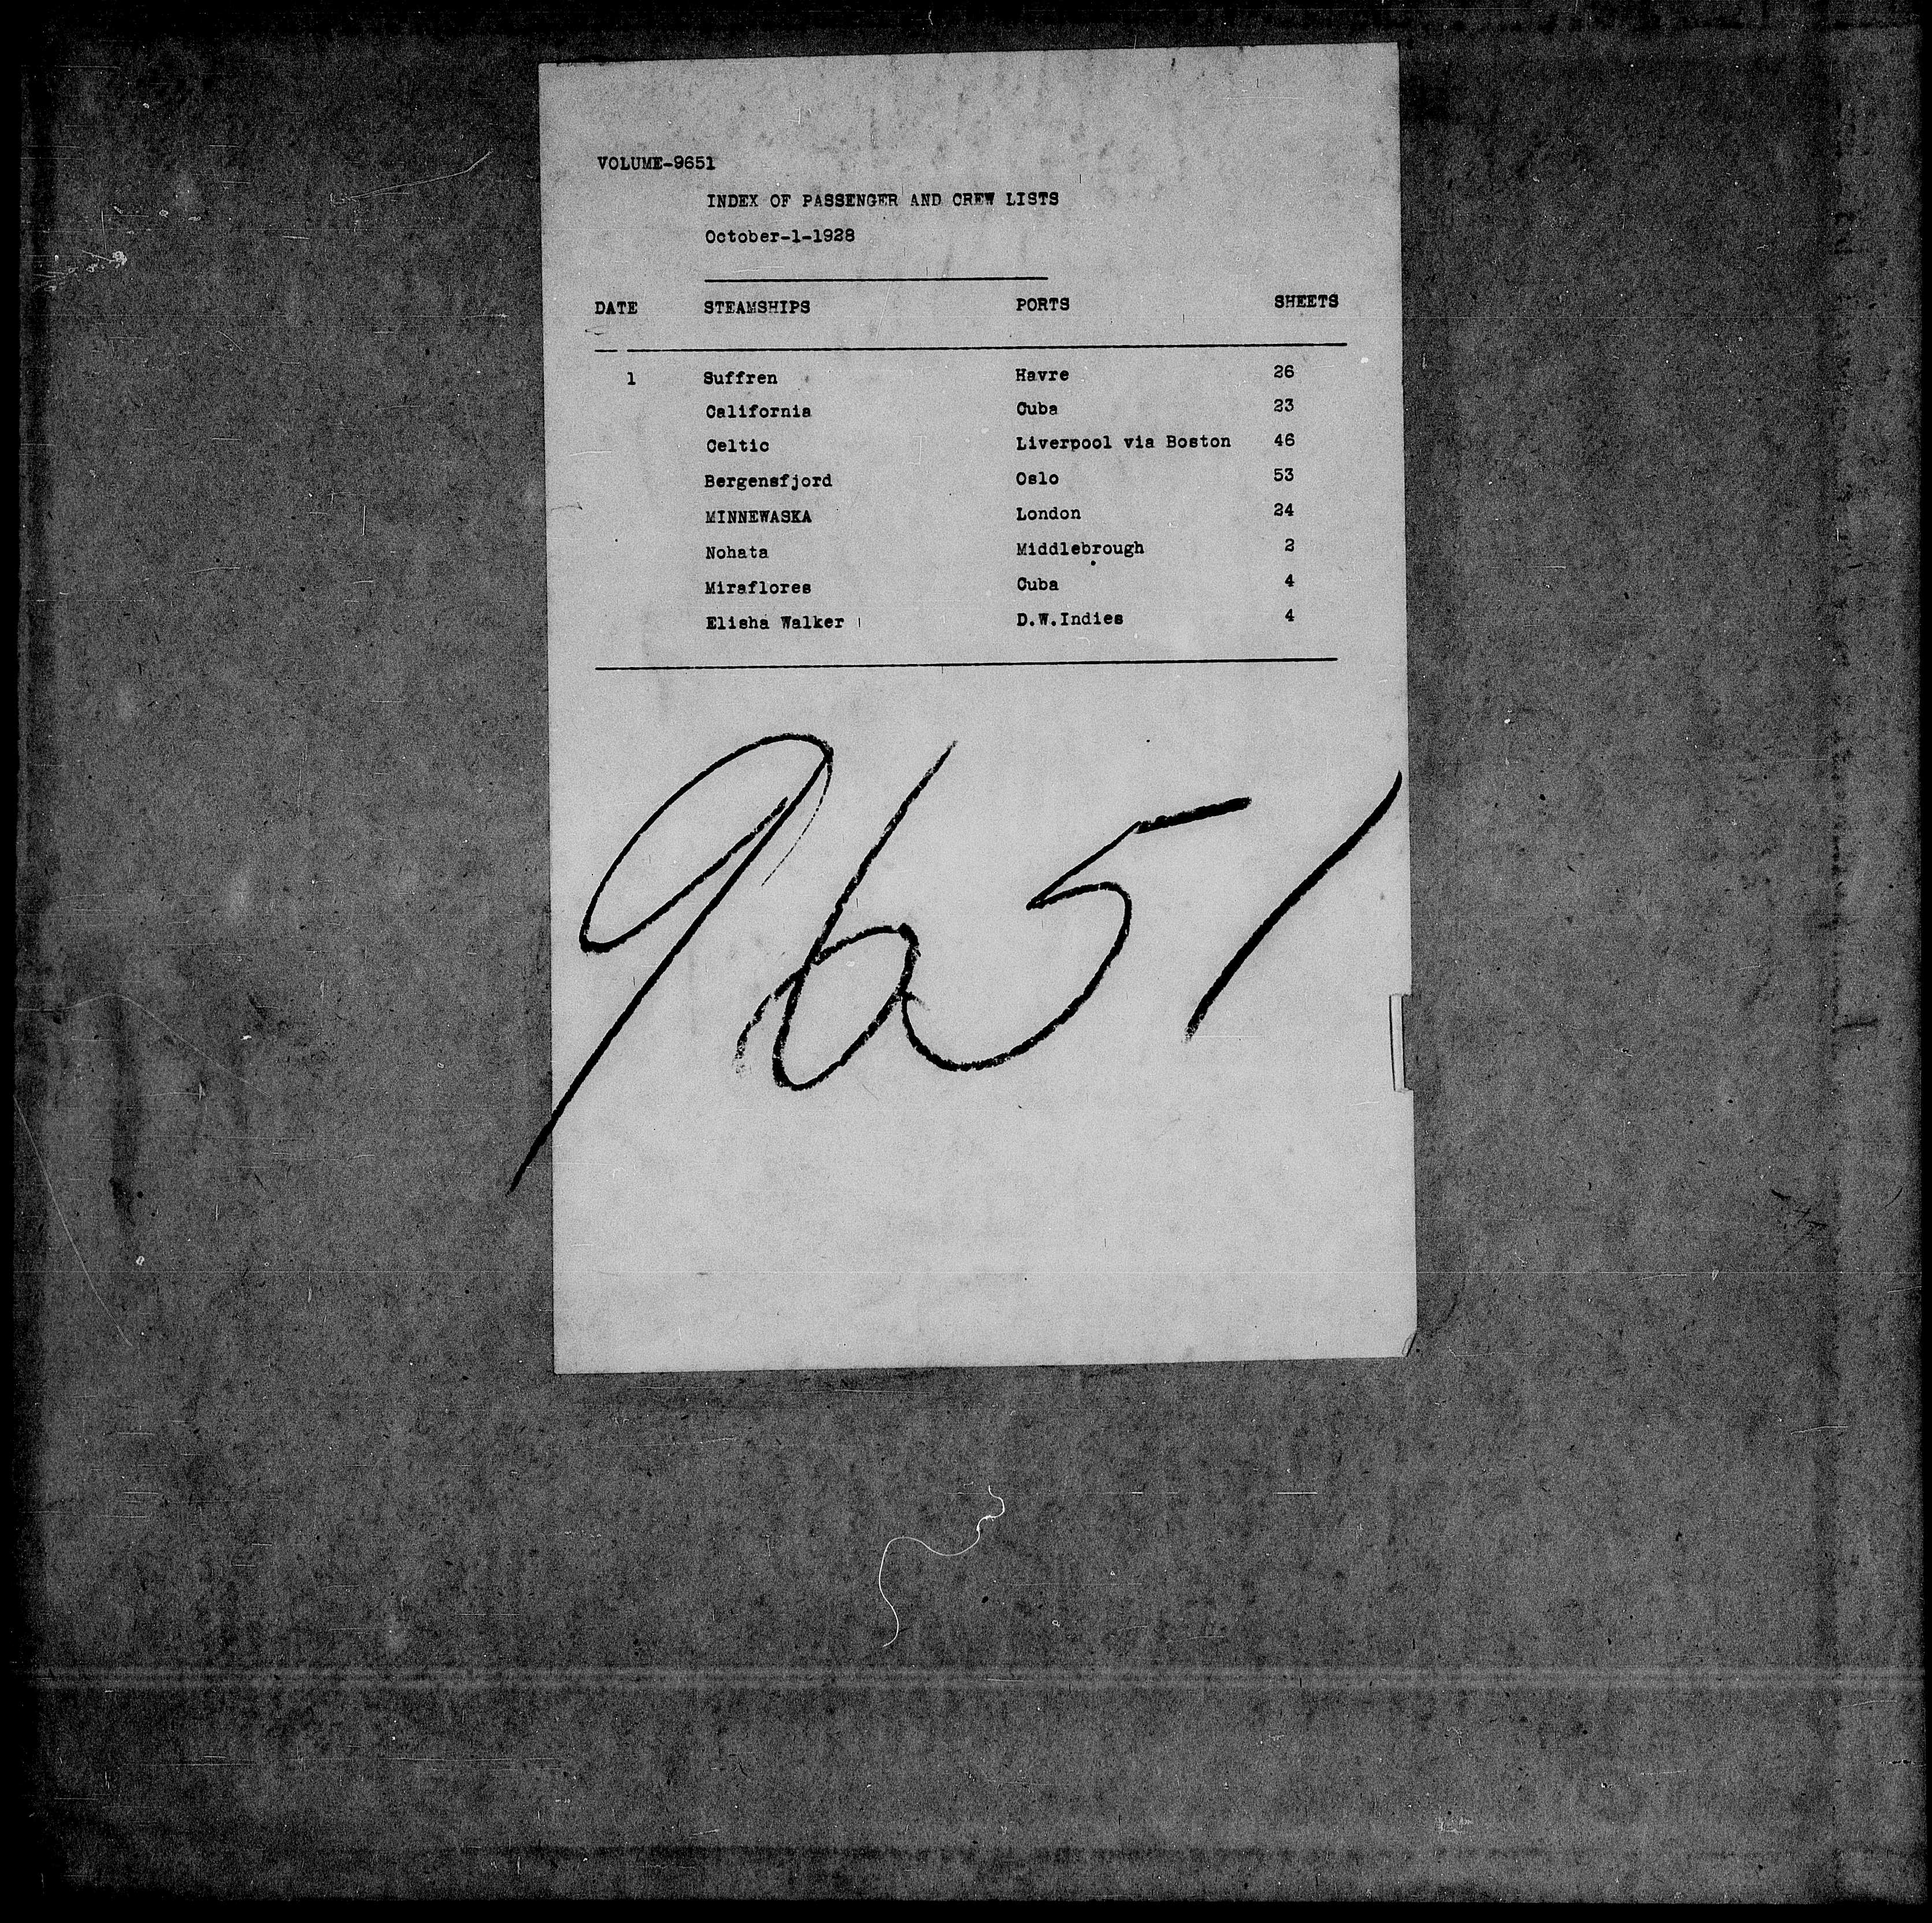 VOLUME-9651
INDEX OF PASSENGER AND CREW LISTS
October-1-1928
DATE STEAMSHIPS PORTS SHEETS
1 Suffren Havre 26
California Cuba 23
Celtic Liverpool via Boston 46
Bergensfjord Oslo 53
MINNEWASKA London 24
Nohata Middlebrough 2
Miraflores Cuba 4
Elisha Walker D.W.Indies 4
9651